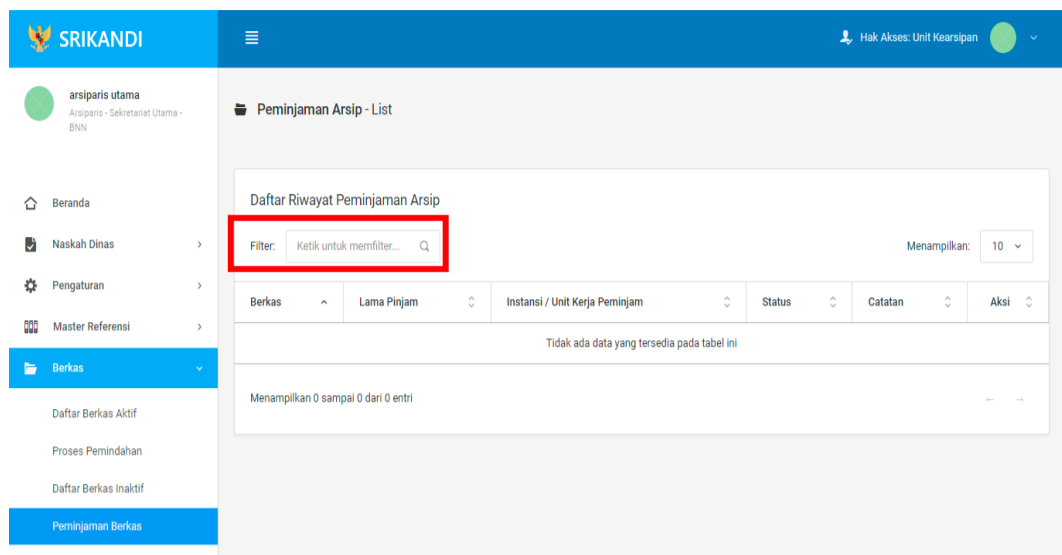 SRIKANDI
Hak Akses: Unit Kearsipan
arsiparis utama
Arsiparis - Sekretariat Utama -
BNN
Peminjaman Arsip - List
Beranda
Naskah Dinas
Pengaturan
Master Referensi
Berkas
Daftar Berkas Aktif
Proses Pemindahan
Daftar Berkas Inaktif
Peminjaman Berkas
Daftar Riwayat Peminjaman Arsip
Filter: Ketik untuk memfilter... Menampilkan: 10
Berkas Lama Pinjam Instansi / Unit Kerja Peminjam Status Catatan Aksi
Tidak ada data yang tersedia pada tabel ini
Menampilkan 0 sampai 0 dari 0 entri ← →